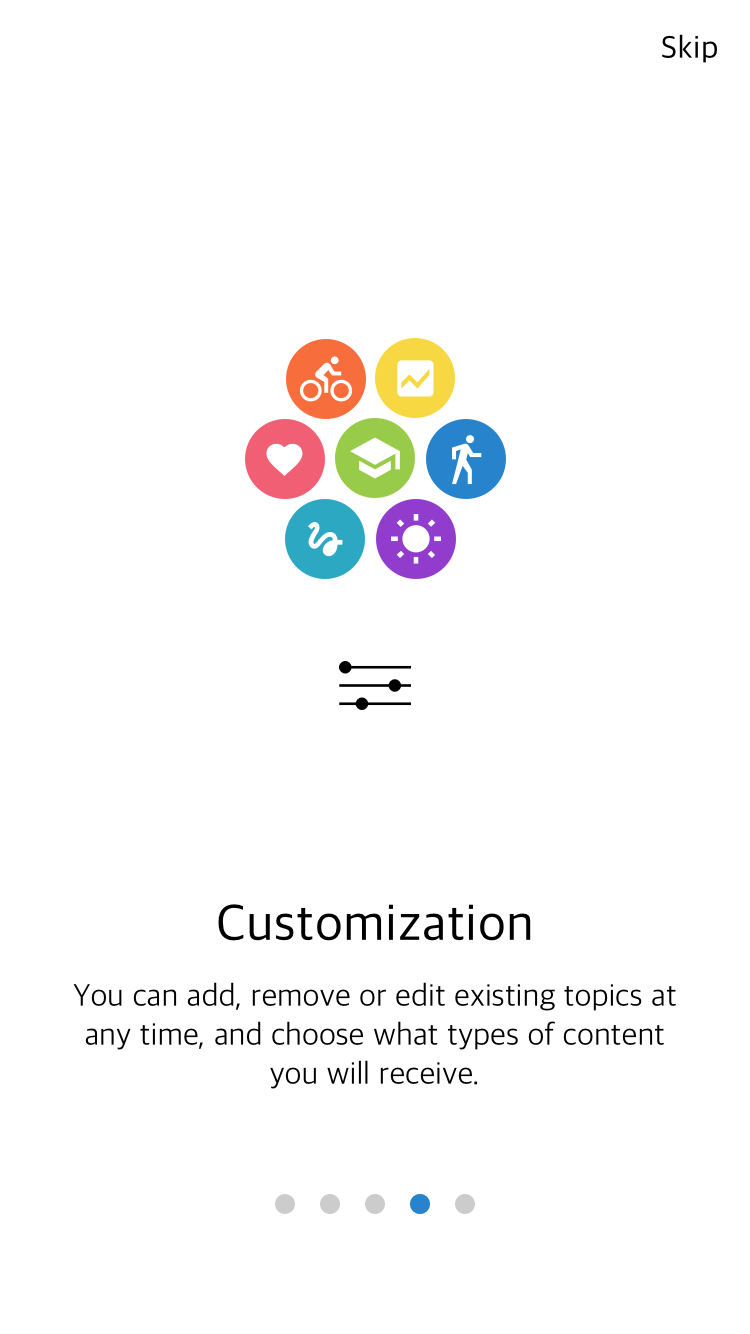 Skip
Customization
You can add, remove or edit existing topics at
any time, and choose what types of content
you will receive.